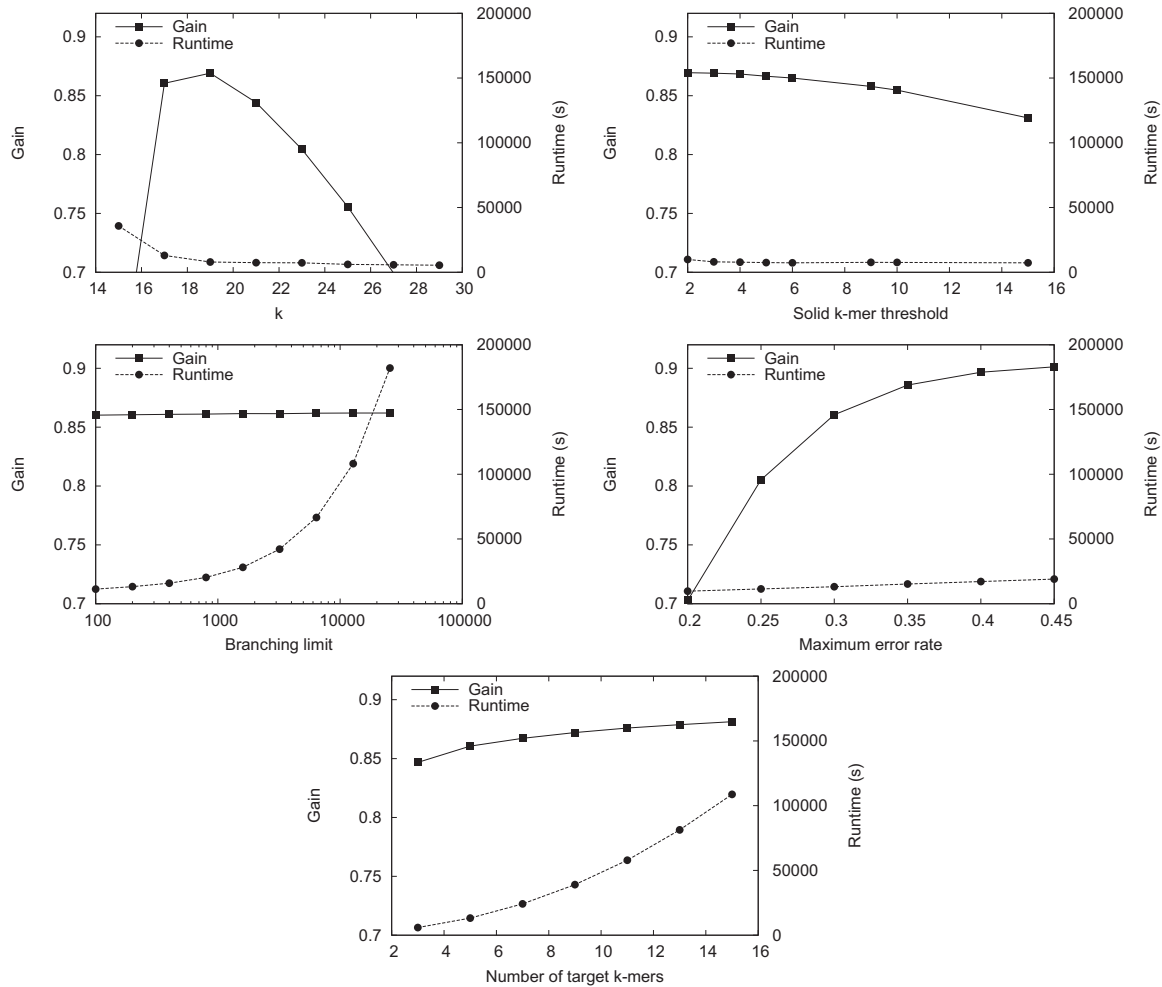 Gain
Runtime
0.9
0.85
0.8
0.75
0.7
200000
150000
100000
50000
0
14 16 18 20 22 24 26 28 30
k
Gain
Runtime (s)
Gain
Runtime
0.9
0.85
0.8
0.75
0.7
200000
150000
100000
50000
0
2 4 6 8 10 12 14 16
Solid k-mer threshold
Gain
Runtime (s)
Gain
Runtime
0.9
0.85
0.8
0.75
0.7
200000
150000
100000
50000
0
100 1000 10000 100000
Branching limit
Gain
Runtime (s)
Gain
Runtime
0.9
0.85
0.8
0.75
0.7
200000
150000
100000
50000
0
0.2 0.25 0.3 0.35 0.4 0.45
Maximum error rate
Gain
Runtime (s)
Gain
Runtime
0.9
0.85
0.8
0.75
0.7
200000
150000
100000
50000
0
2 4 6 8 10 12 14 16
Number of target k-mers
Gain
Runtime (s)